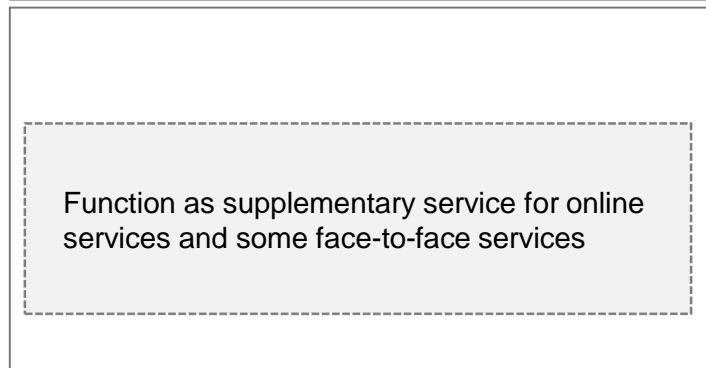 Function as supplementary service for online
services and some face-to-face services